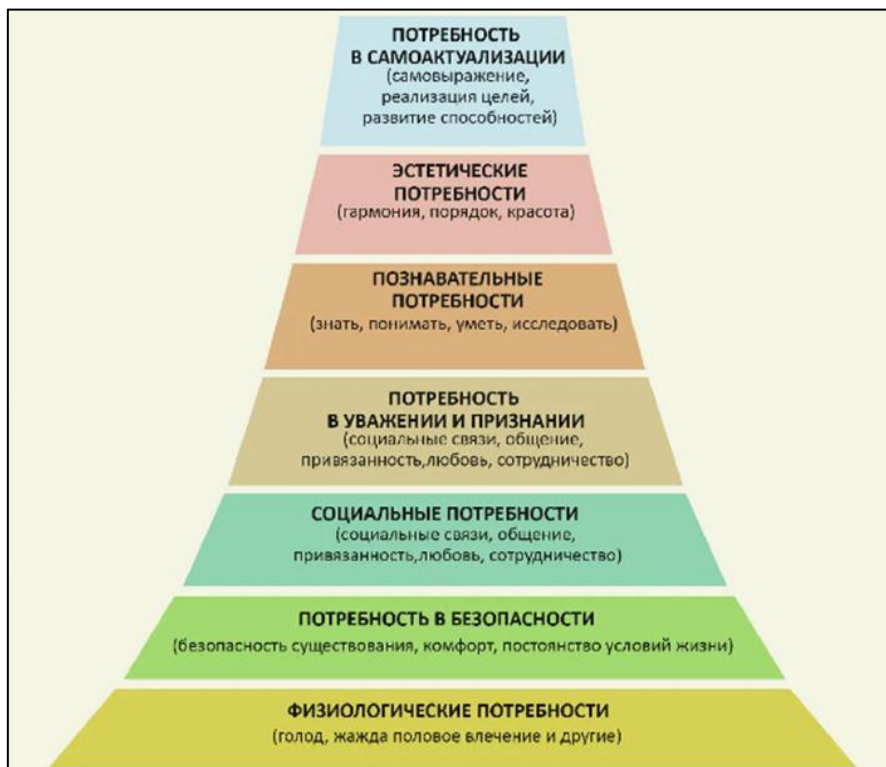 ПОТРЕБНОСТЬ
В САМОАКТУАЛИЗАЦИИ
(самовыражение,
реализация целей,
развитие способностей)
ЭСТЕТИЧЕСКИЕ
ПОТРЕБНОСТИ
(гармония, порядок, красота)
ПОЗНАВАТЕЛЬНЫЕ
ПОТРЕБНОСТИ
(знать, понимать, уметь, исследовать)
ПОТРЕБНОСТЬ
В УВАЖЕНИИ И ПРИЗНАНИИ
(социальные связи, общение,
привязанность,любовь, сотрудничество)
СОЦИАЛЬНЫЕ ПОТРЕБНОСТИ
(социальные связи, общение,
привязанность,любовь, сотрудничество)
ПОТРЕБНОСТЬ В БЕЗОПАСНОСТИ
(безопасность существования, комфорт, постоянство условий жизни)
ФИЗИОЛОГИЧЕСКИЕ ПОТРЕБНОСТИ
(голод, жажда половое влечение и другие)